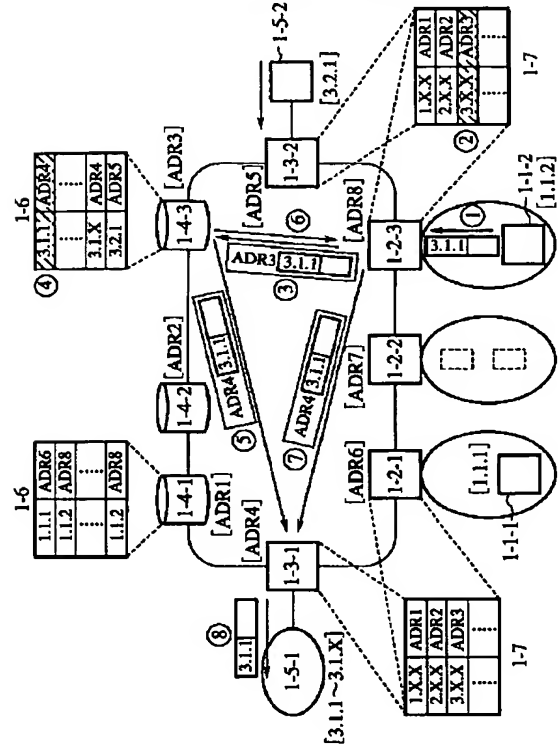 1-6
1.1.1 ADR6
1.1.2 ADR8
........ ........
1.1.2 ADR8
1-6
④
3.1.1 ADR4
........ ........
3.1.X ADR4
3.2.1 ADR5
[ADR2]
[ADR3]
1-4-1
1-4-2
1-4-3
[ADR1]
[ADR4]
[ADR5]
⑧
3.1.1
1-5-1
[3.1.1～3.1.X]
1-3-1
⑤
ADR4 3.1.1
③
ADR3 3.1.1
⑥
⑦
ADR4 3.1.1
1-3-2
1-5-2
[3.2.1]
[ADR6]
[ADR7]
[ADR8]
1-2-1
1-2-2
1-2-3
1-7
1.X.X ADR1
2.X.X ADR2
3.X.X ADR3
........ ........
[1.1.1]
1-1-1
①
3.1.1
1-1-2
[1.1.2]
②
1.X.X ADR1
2.X.X ADR2
3.X.X ADR3
........ ........
1-7